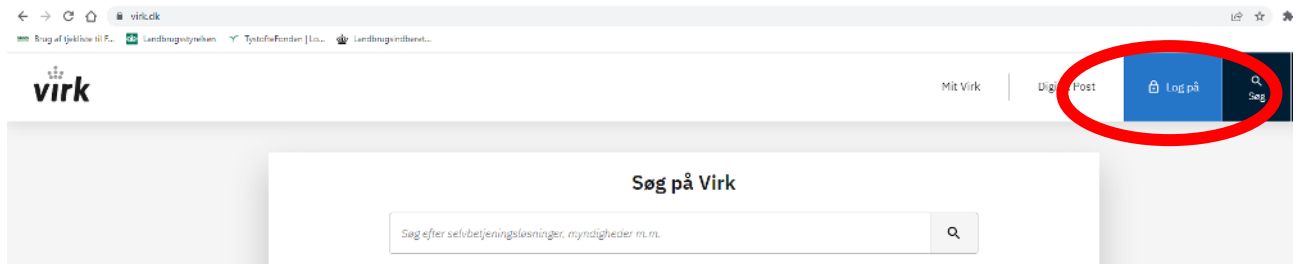 virk.dk
Brug af tjekliste til F... Landbrugsstyrelsen TystofteFonden | Lo... Landbrugsindberet...
virk
Mit Virk Digi Post Log på Søg
Søg på Virk
Søg efter selvbetjeningsløsninger, myndigheder m.m.